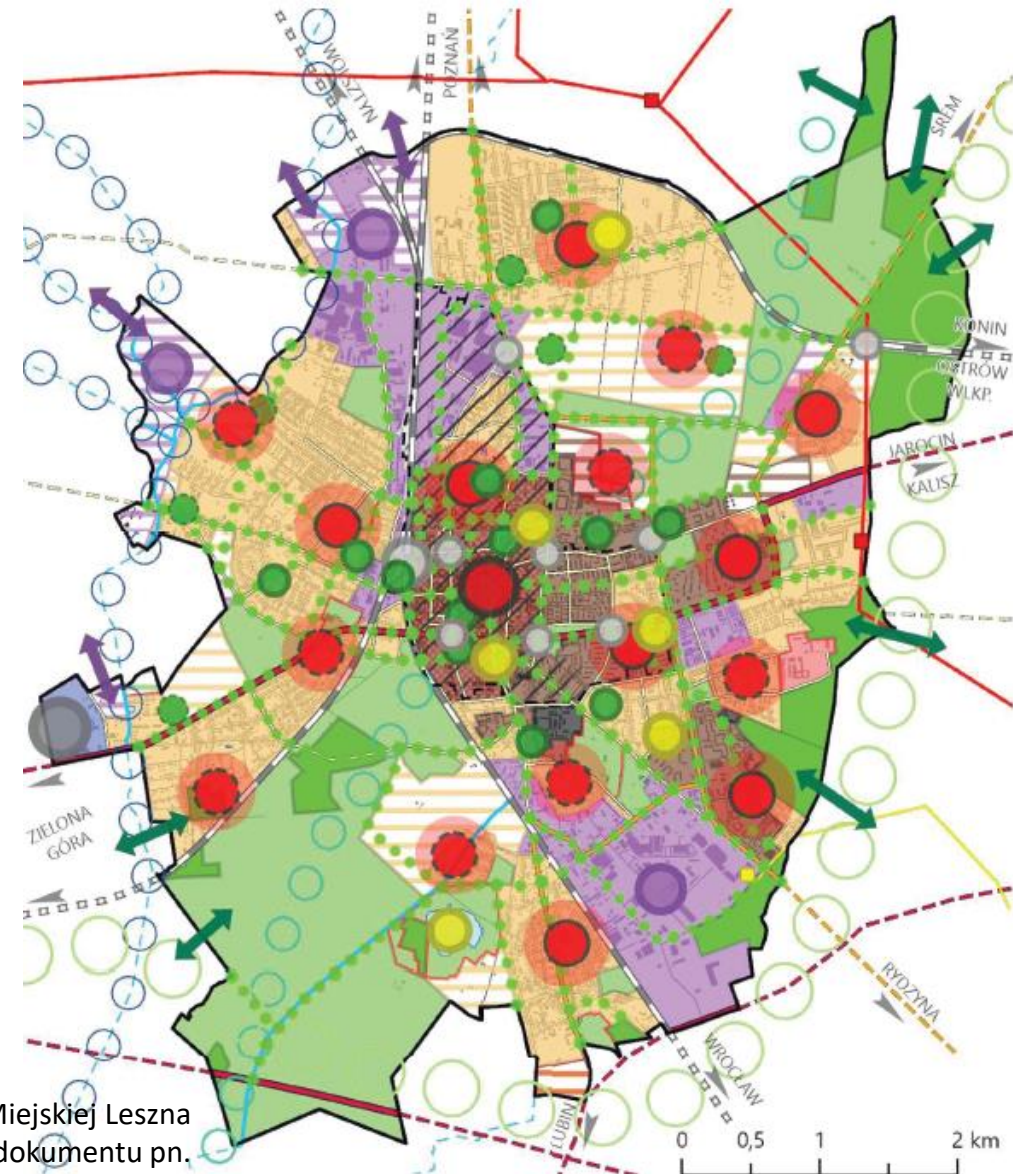 WOLSZTYN
POZNAŃ
ŚREM
KONIN
OSTRÓW
WLKP.
JAROCIN
KALISZ
ZIELONA
GÓRA
RYDZYNA
WROCŁAW
LUBIN
Miejskiej Leszna
dokumentu pn.
0 0,5 1 2 km